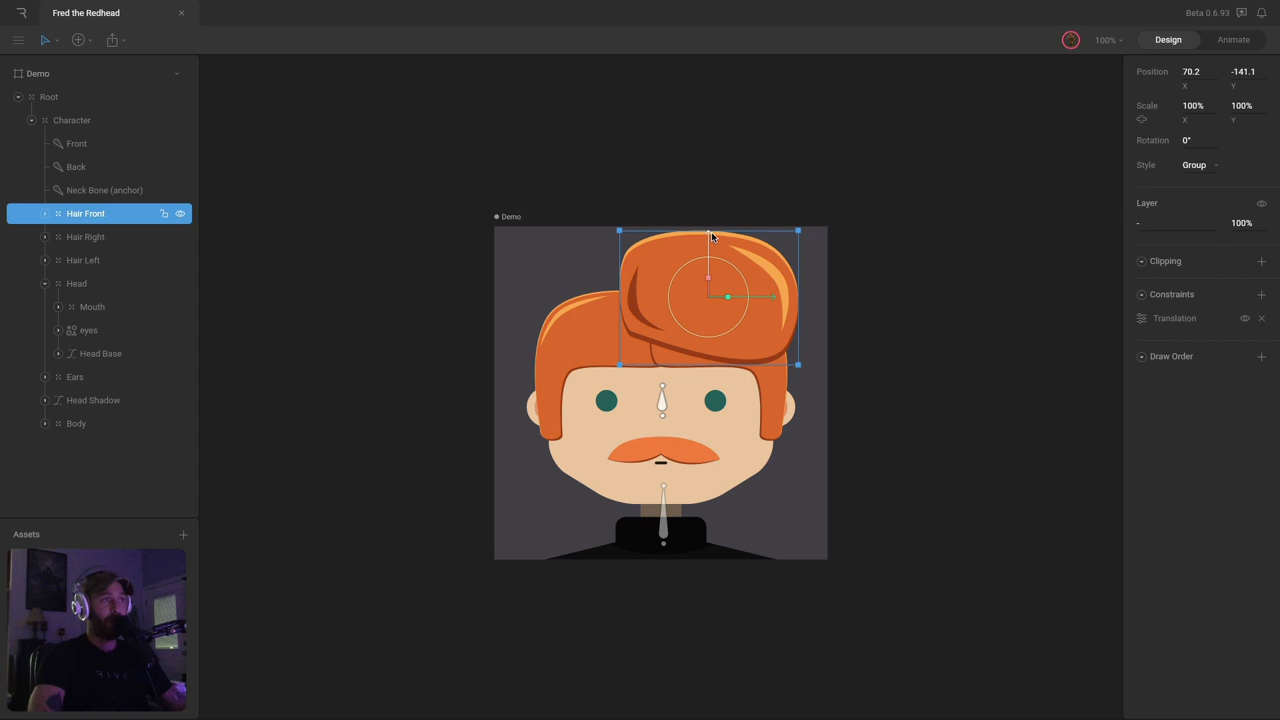 Fred the Redhead
Beta 0.6.93
100%
Design
Animate
Demo
Root
Character
Front
Back
Neck Bone (anchor)
Hair Front
Hair Right
Hair Left
Head
Mouth
eyes
Head Base
Ears
Head Shadow
Body
Assets
Demo
Position 70.2 -141.1
X Y
Scale 100% 100%
X Y
Rotation 0°
Style Group
Layer
- 100%
Clipping
Constraints
Translation
Draw Order